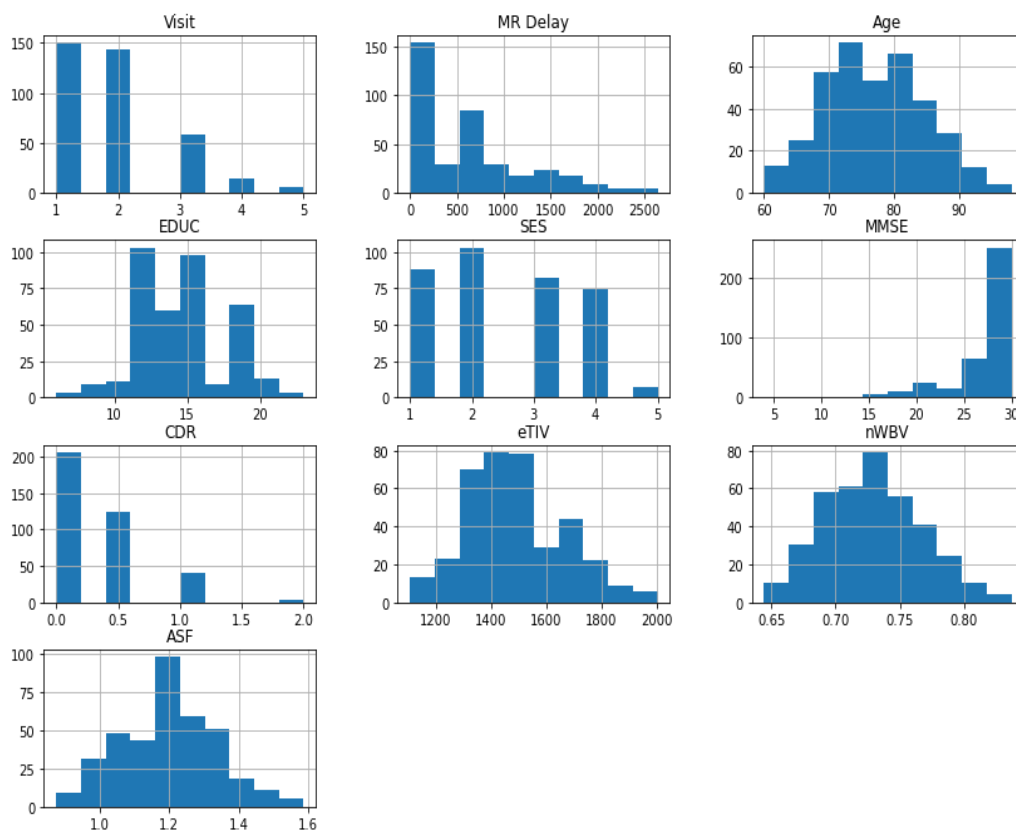 Visit MR Delay Age
150 150
100 100 60
50 50 40
0 0 20
0
1 2 3 4 5 0 500 1000 1500 2000 2500 60 70 80 90
EDUC SES MMSE
100 100
75 75 200
50 50 100
25 25
0 0 0
10 15 20 1 2 3 4 5 5 10 15 20 25 30
CDR eTIV nWBV
200 80 80
150 60 60
100 40 40
50 20 20
0 0 0
0.0 0.5 1.0 1.5 2.0 1200 1400 1600 1800 2000 0.65 0.70 0.75 0.80
ASF
100
75
50
25
0
1.0 1.2 1.4 1.6